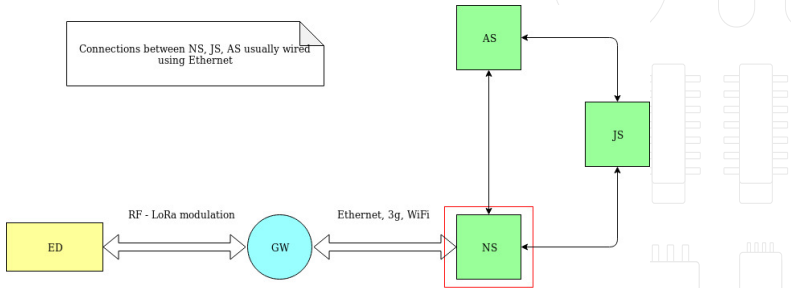 AS
Connections between NS, JS, AS usually wired
using Ethernet
JS
RF - LoRa modulation
Ethernet, 3g, WiFi
ED
GW
NS